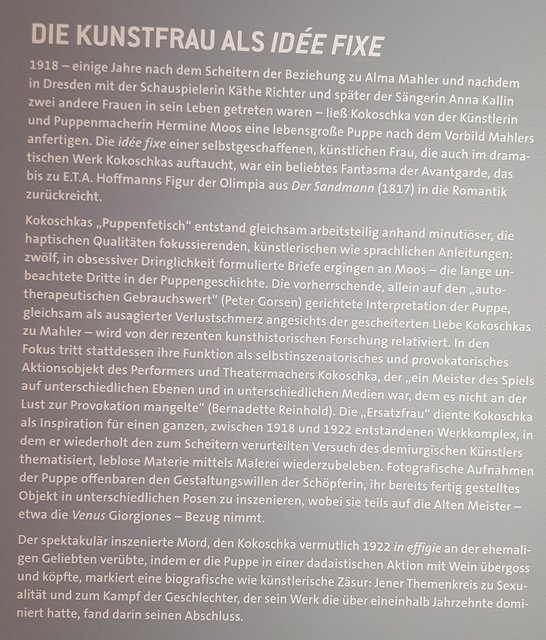 DIE KUNSTFRAU ALS IDÉE FIXE
1918 – einige Jahre nach dem Scheitern der Beziehung zu Alma Mahler und nachdem
in Dresden mit der Schauspielerin Käthe Richter und später der Sängerin Anna Kallin
zwei andere Frauen in sein Leben getreten waren – ließ Kokoschka von der Künstlerin
und Puppenmacherin Hermine Moos eine lebensgroße Puppe nach dem Vorbild Mahlers
anfertigen. Die idée fixe einer selbstgeschaffenen, künstlichen Frau, die auch im drama-
tischen Werk Kokoschkas auftaucht, war ein beliebtes Fantasma der Avantgarde, das
bis zu E.T.A. Hoffmanns Figur der Olimpia aus Der Sandmann (1817) in die Romantik
zurückreicht.
Kokoschkas „Puppenfetisch“ entstand gleichsam arbeitsteilig anhand minutiöser, die
haptischen Qualitäten fokussierenden, künstlerischen wie sprachlichen Anleitungen:
zwölf, in obsessiver Dringlichkeit formulierte Briefe ergingen an Moos – die lange un-
beachtete Dritte in der Puppengeschichte. Die vorherrschende, allein auf den „auto-
therapeutischen Gebrauchswert“ (Peter Gorsen) gerichtete Interpretation der Puppe,
gleichsam als ausagierter Verlustschmerz angesichts der gescheiterten Liebe Kokoschkas
zu Mahler – wird von der rezenten kunsthistorischen Forschung relativiert. In den
Fokus tritt stattdessen ihre Funktion als selbstinszenatorisches und provokatorisches
Aktionsobjekt des Performers und Theatermachers Kokoschka, der „ein Meister des Spiels
auf unterschiedlichen Ebenen und in unterschiedlichen Medien war, dem es nicht an der
Lust zur Provokation mangelte“ (Bernadette Reinhold). Die „Ersatzfrau“ diente Kokoschka
als Inspiration für einen ganzen, zwischen 1918 und 1922 entstandenen Werkkomplex, in
dem er wiederholt den zum Scheitern verurteilten Versuch des demiurgischen Künstlers
thematisiert, leblose Materie mittels Malerei wiederzubeleben. Fotografische Aufnahmen
der Puppe offenbaren den Gestaltungswillen der Schöpferin, ihr bereits fertig gestelltes
Objekt in unterschiedlichen Posen zu inszenieren, wobei sie teils auf die Alten Meister –
etwa die Venus Giorgiones – Bezug nimmt.
Der spektakulär inszenierte Mord, den Kokoschka vermutlich 1922 in effigie an der ehemali-
gen Geliebten verübte, indem er die Puppe in einer dadaistischen Aktion mit Wein übergoss
und köpfte, markiert eine biografische wie künstlerische Zäsur: Jener Themenkreis zu Sexu-
alität und zum Kampf der Geschlechter, der sein Werk die über eineinhalb Jahrzehnte domi-
niert hatte, fand darin seinen Abschluss.